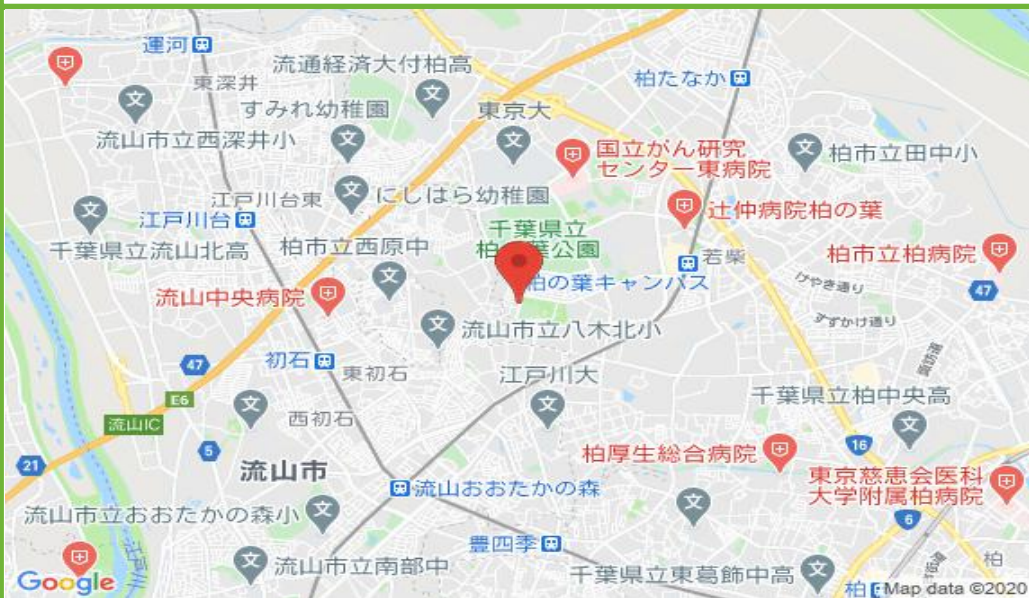 運河
東深井
流通経済大付柏高
柏たなか
すみれ幼稚園
東京大
流山市立西深井小
国立がん研究
センター東病院
柏市立田中小
江戸川台東
にしはら幼稚園
江戸川台
辻仲病院柏の葉
千葉県立
千葉県立流山北高
柏市立西原中
公園
若柴
柏市立柏病院
流山中央病院
柏の葉キャンパス
けやき通り
47
流山市立八木北小
すずかけ通り
初石
47
東初石
江戸川大
E6
千葉県立柏中央高
流山IC
西初石
5
16
柏厚生総合病院
21
流山市
流山おおたかの森
東京慈恵会医科
大学附属柏病院
流山市立おおたかの森小
6
豊四季
流山市立南部中
千葉県立東葛飾中高
柏
江戸川
Google
柏
Map data ©2020